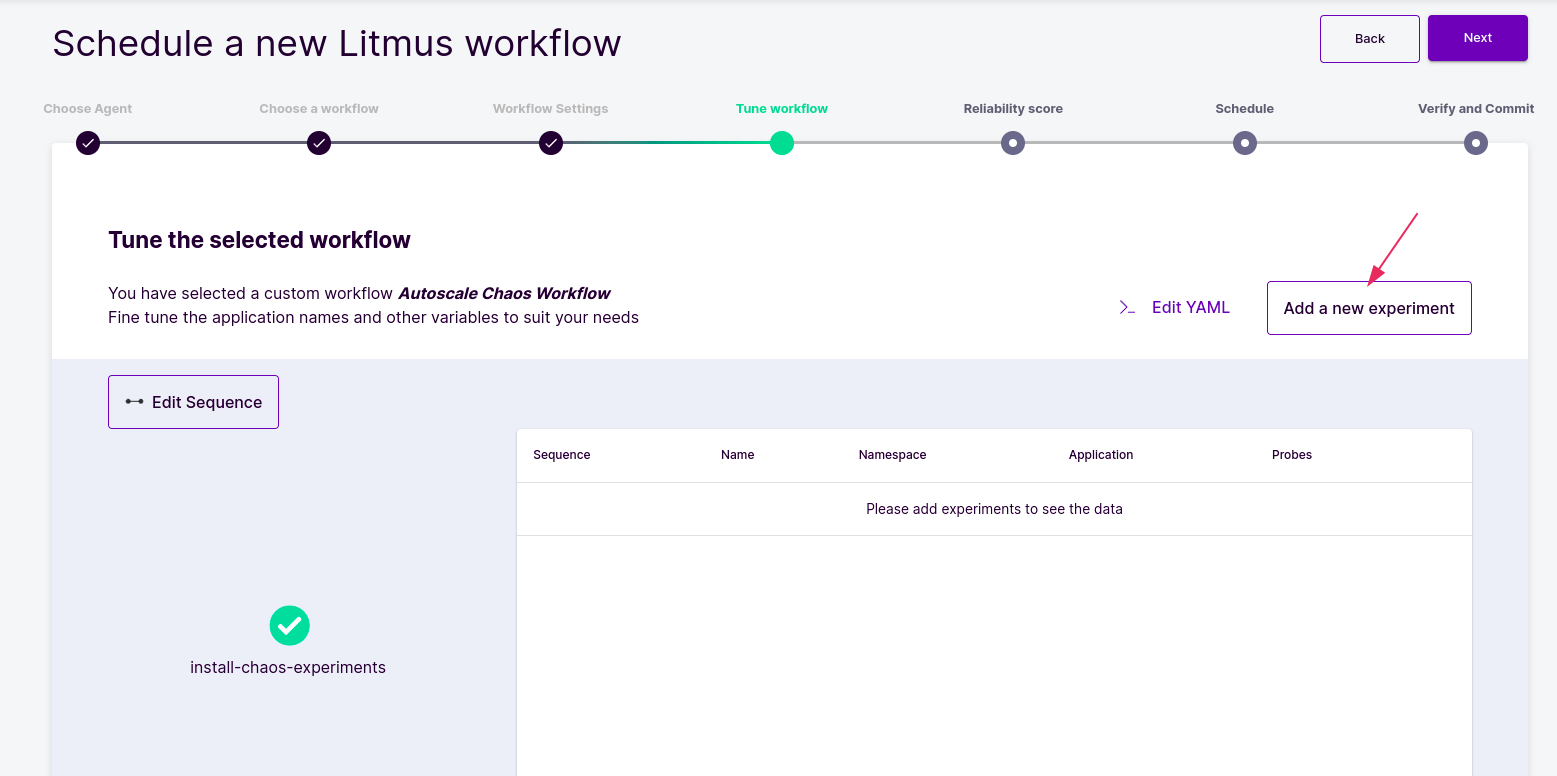 Schedule a new Litmus workflow
Back
Next
Choose Agent
Choose a workflow
Workflow Settings
Tune workflow
Reliability score
Schedule
Verify and Commit
Tune the selected workflow
You have selected a custom workflow Autoscale Chaos Workflow
Fine tune the application names and other variables to suit your needs
Edit YAML
Add a new experiment
Edit Sequence
Sequence
Name
Namespace
Application
Probes
Please add experiments to see the data
install-chaos-experiments